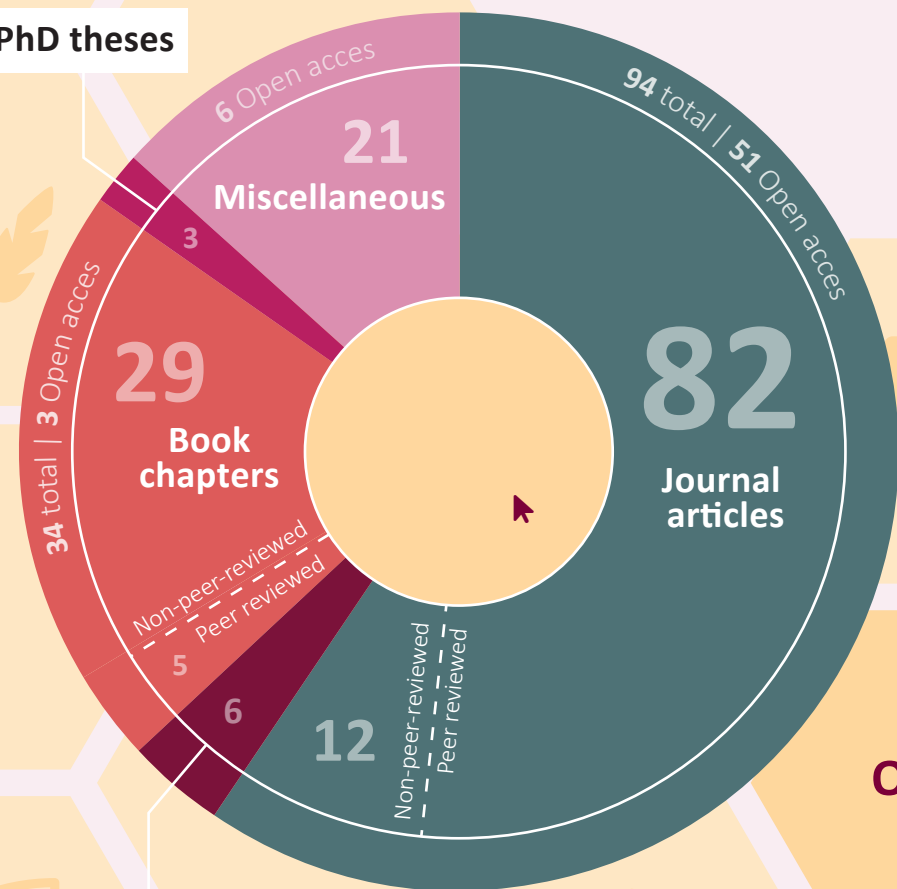 PhD theses
6 Open acces
21
Miscellaneous
94 total | 51 Open acces
3
82
Journal
articles
34 total | 3 Open acces
29
Book
chapters
Non-peer-reviewed
Peer reviewed
5
6
12
Non-peer-reviewed
Peer reviewed